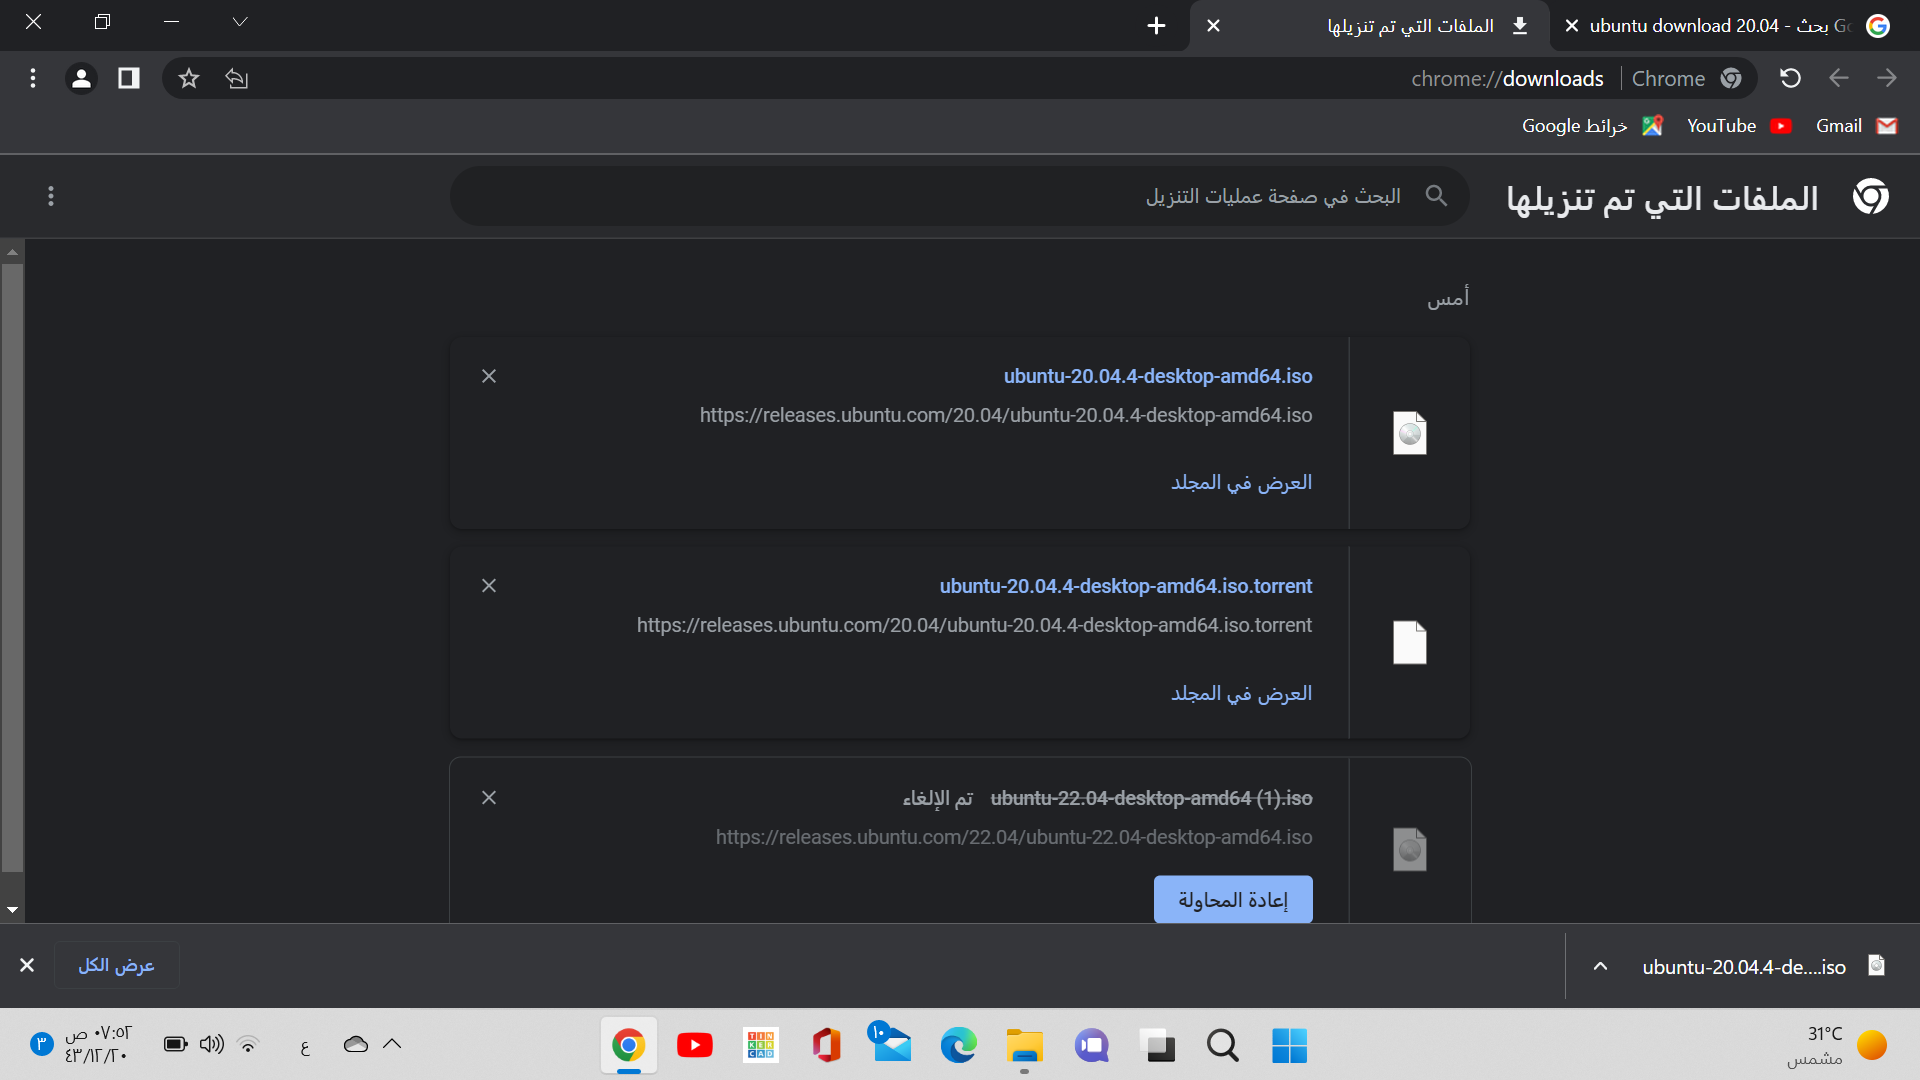 ubuntu download 20.04 - بحث Go
الملفات التي تم تنزيلها
Chrome | chrome://downloads
Gmail
YouTube
خرائط Google
الملفات التي تم تنزيلها
البحث في صفحة عمليات التنزيل
أمس
ubuntu-20.04.4-desktop-amd64.iso
https://releases.ubuntu.com/20.04/ubuntu-20.04.4-desktop-amd64.iso
العرض في المجلد
ubuntu-20.04.4-desktop-amd64.iso.torrent
https://releases.ubuntu.com/20.04/ubuntu-20.04.4-desktop-amd64.iso.torrent
العرض في المجلد
ubuntu-22.04-desktop-amd64 (1).iso تم الإلغاء
https://releases.ubuntu.com/22.04/ubuntu-22.04-desktop-amd64.iso
إعادة المحاولة
ubuntu-20.04.4-de....iso
عرض الكل
31°C
مشمس
TINKERCAD
١٠
ع
٠٧:٥٢ ص
٤٣/١٢/٢٠
٣